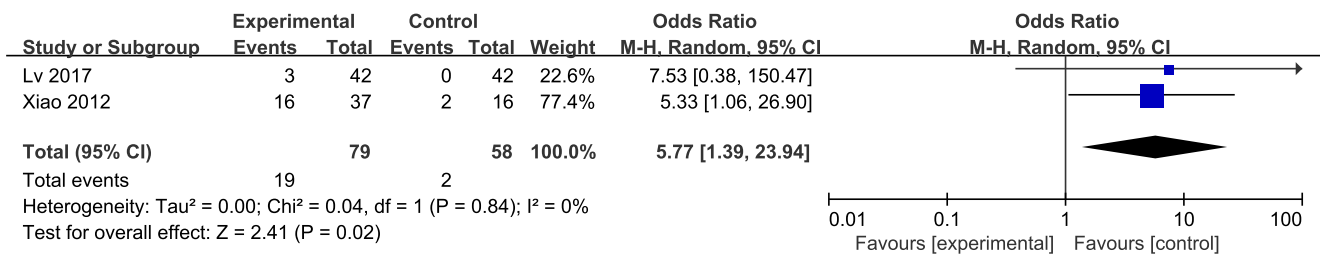 Experimental Control Odds Ratio Odds Ratio
Study or Subgroup Events Total Events Total Weight M-H, Random, 95% CI M-H, Random, 95% CI
Lv 2017 3 42 0 42 22.6% 7.53 [0.38, 150.47]
Xiao 2012 16 37 2 16 77.4% 5.33 [1.06, 26.90]
Total (95% CI) 79 58 100.0% 5.77 [1.39, 23.94]
Total events 19 2
Heterogeneity: Tau² = 0.00; Chi² = 0.04, df = 1 (P = 0.84); I² = 0%
Test for overall effect: Z = 2.41 (P = 0.02)
0.01 0.1 1 10 100
Favours [experimental] Favours [control]